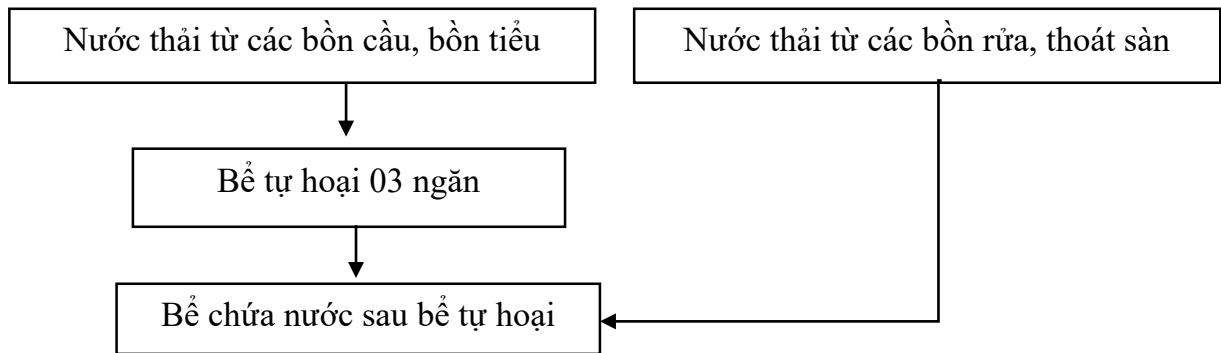 Nước thải từ các bồn cầu, bồn tiểu
Nước thải từ các bồn rửa, thoát sàn
Bể tự hoại 03 ngăn
Bể chứa nước sau bể tự hoại